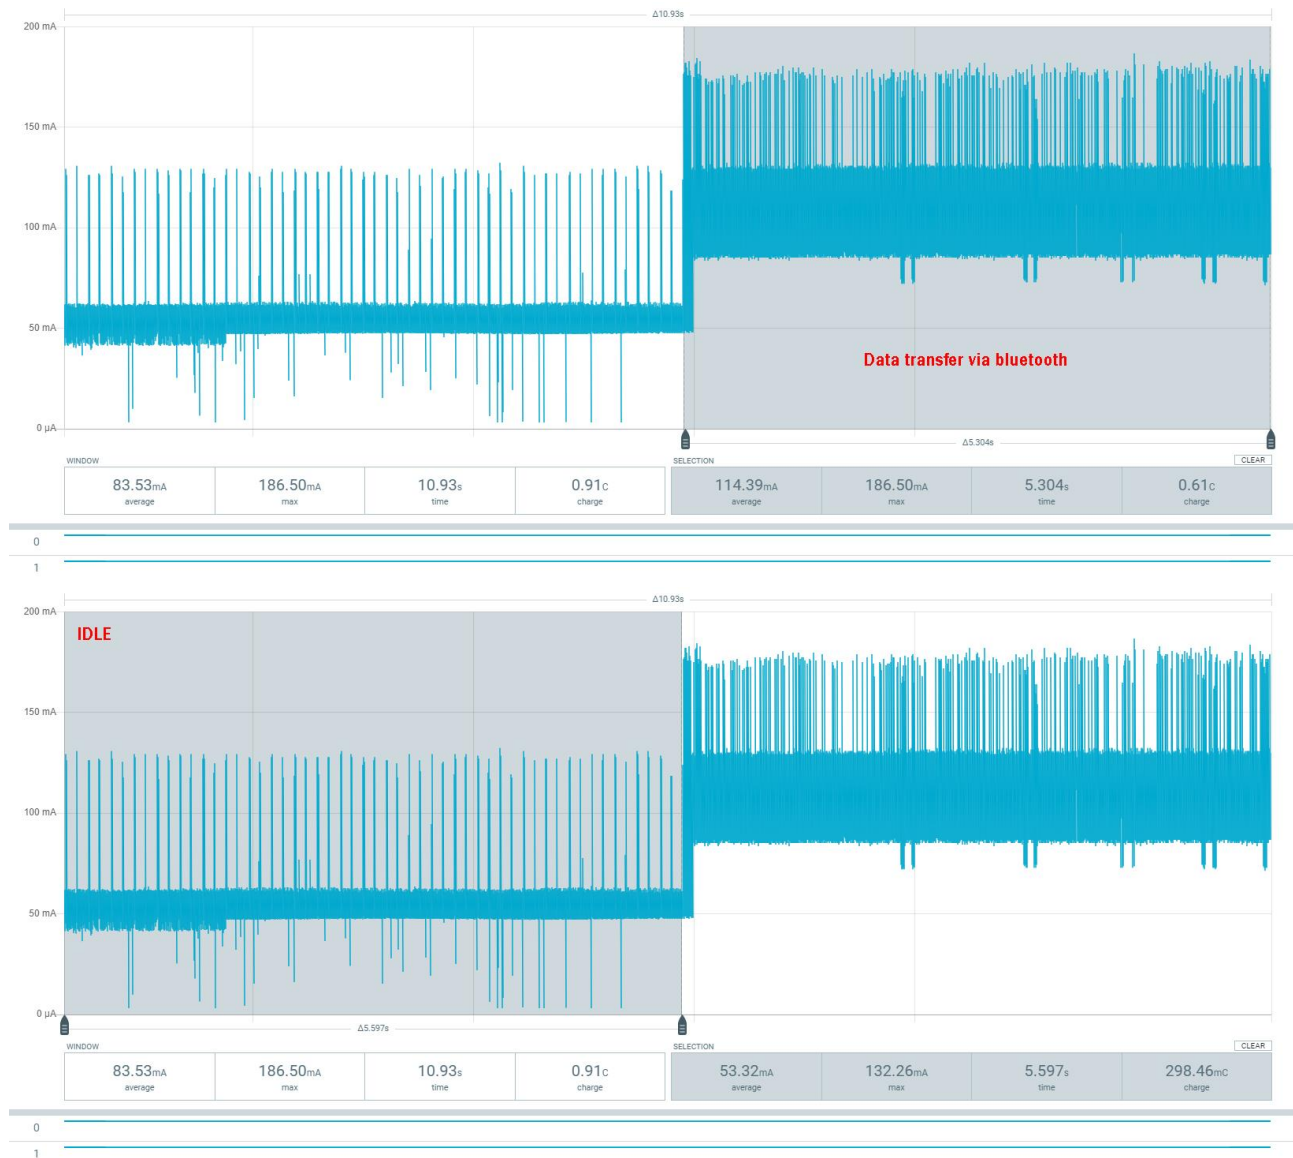 Δ10.93s
200 mA
150 mA
100 mA
50 mA
0 µA
Data transfer via bluetooth
Δ5.304s
WINDOW
SELECTION
CLEAR
83.53mA
average
186.50mA
max
10.93s
time
0.91c
charge
114.39mA
average
186.50mA
max
5.304s
time
0.61c
charge
0
1
Δ10.93s
200 mA
IDLE
150 mA
100 mA
50 mA
0 µA
Δ5.597s
WINDOW
SELECTION
CLEAR
83.53mA
average
186.50mA
max
10.93s
time
0.91c
charge
53.32mA
average
132.26mA
max
5.597s
time
298.46mC
charge
0
1